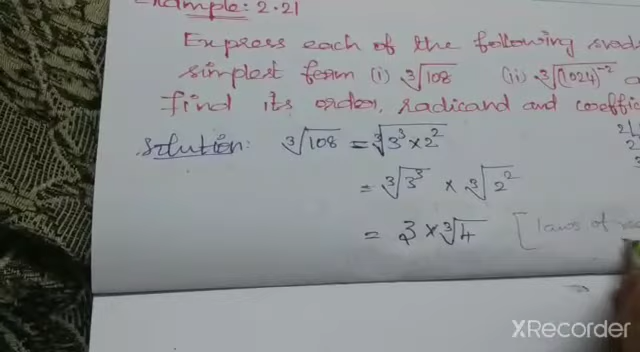 Example: 2.21
Express each of the following
simplest form (i) ∛108 (ii) ∛(1024)⁻²
find its order, radicand and
Solution: ∛108 = ∛3³ × 2²
= ∛3³ × ∛2²
= 3 × ∛4 [laws of
XRecorder